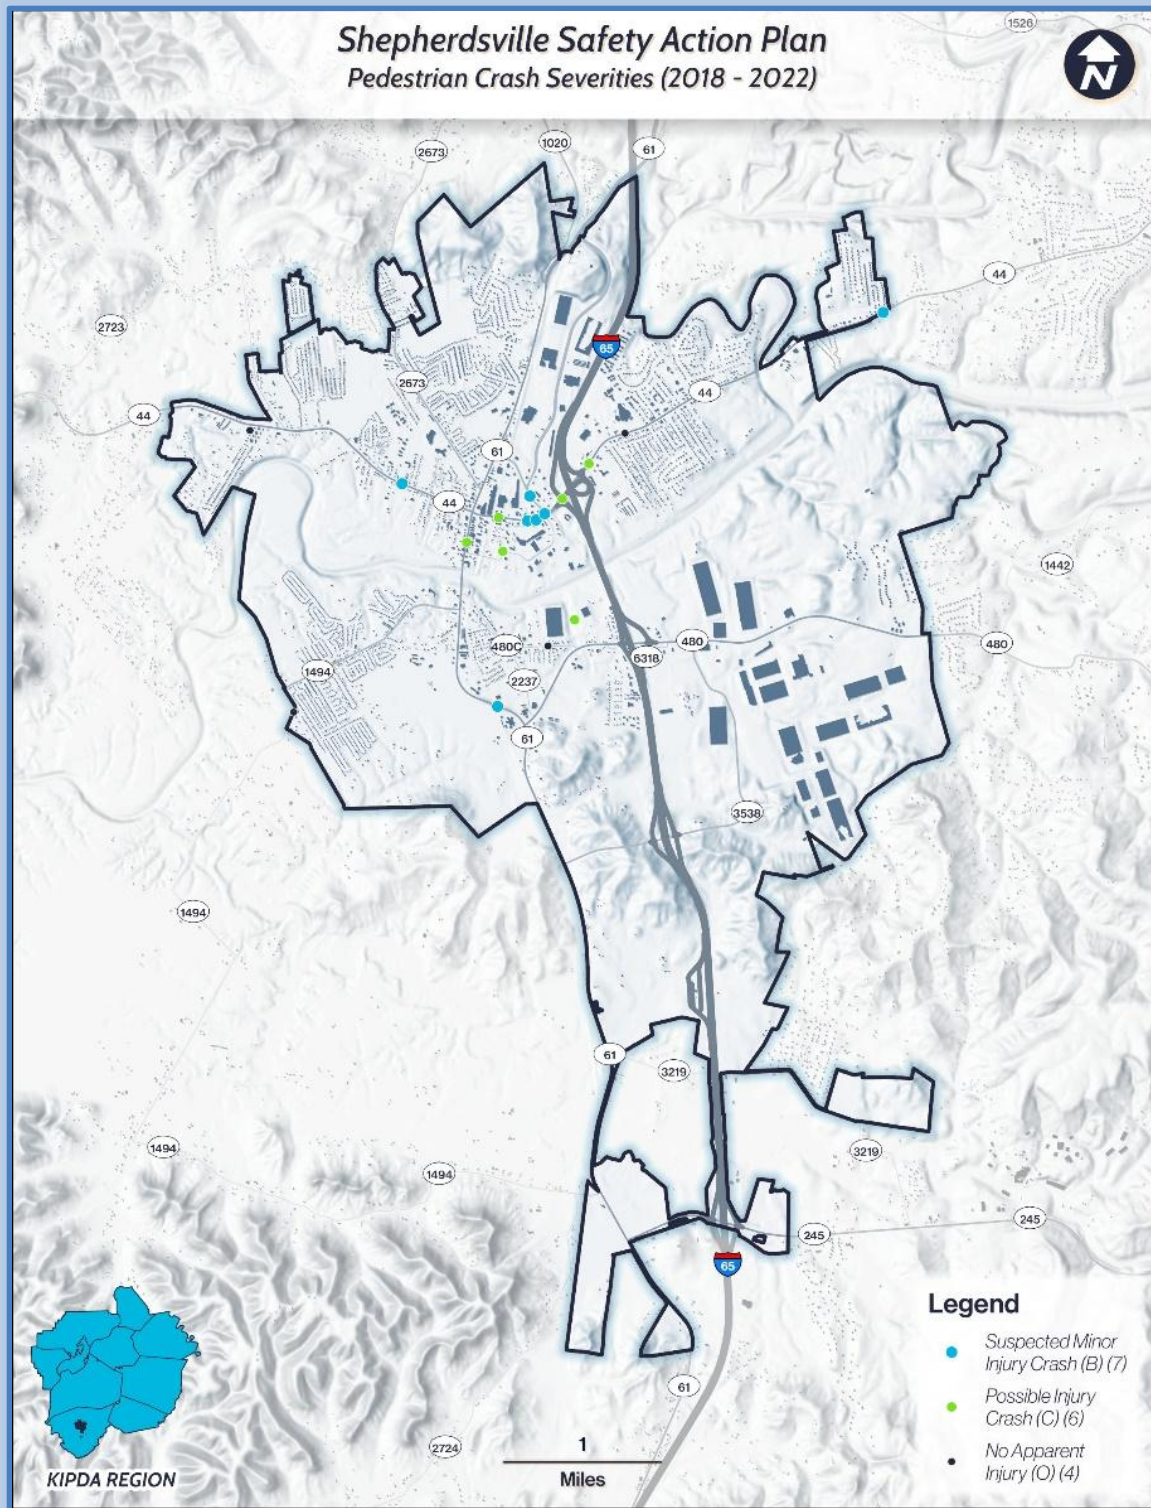 Shepherdsville Safety Action Plan
Pedestrian Crash Severities (2018 - 2022)
N
1526
2673
1020
61
44
2723
65
2673
44
44
61
44
1442
480C
480
480
6318
1494
2237
61
3538
1494
61
3219
1494
1494
3219
245
245
65
61
2724
1
Miles
KIPDA REGION
Legend
Suspected Minor
Injury Crash (B) (7)
Possible Injury
Crash (C) (6)
No Apparent
Injury (O) (4)